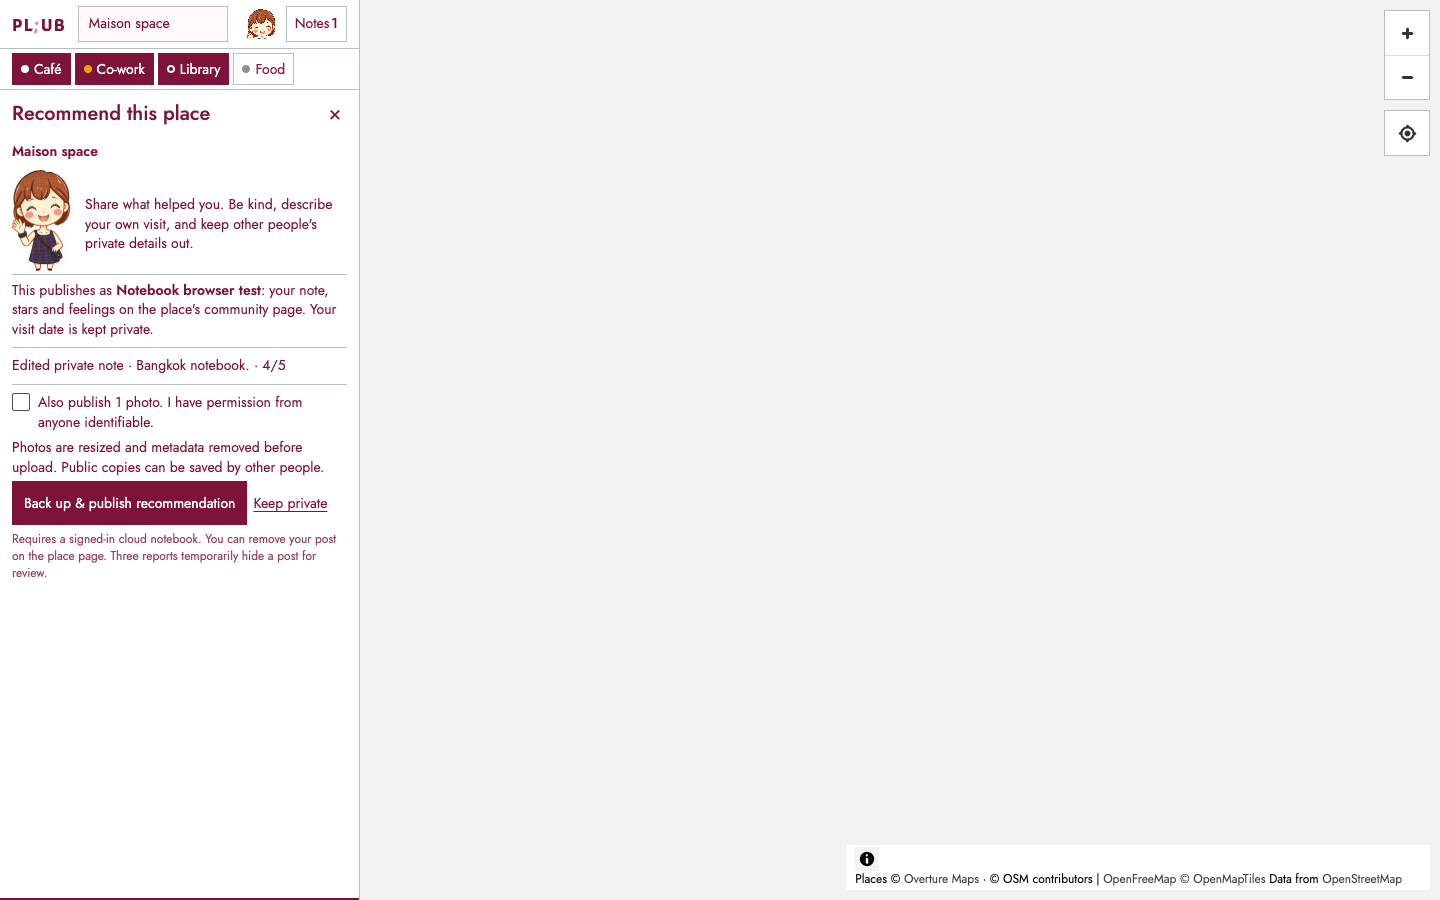 PL;UB
Maison space
Notes 1
Café
Co-work
Library
Food
Recommend this place
×
Maison space
Share what helped you. Be kind, describe
your own visit, and keep other people's
private details out.
This publishes as Notebook browser test: your note,
stars and feelings on the place's community page. Your
visit date is kept private.
Edited private note · Bangkok notebook. · 4/5
Also publish 1 photo. I have permission from
anyone identifiable.
Photos are resized and metadata removed before
upload. Public copies can be saved by other people.
Back up & publish recommendation
Keep private
Requires a signed-in cloud notebook. You can remove your post
on the place page. Three reports temporarily hide a post for
review.
Places © Overture Maps · © OSM contributors | OpenFreeMap © OpenMapTiles Data from OpenStreetMap